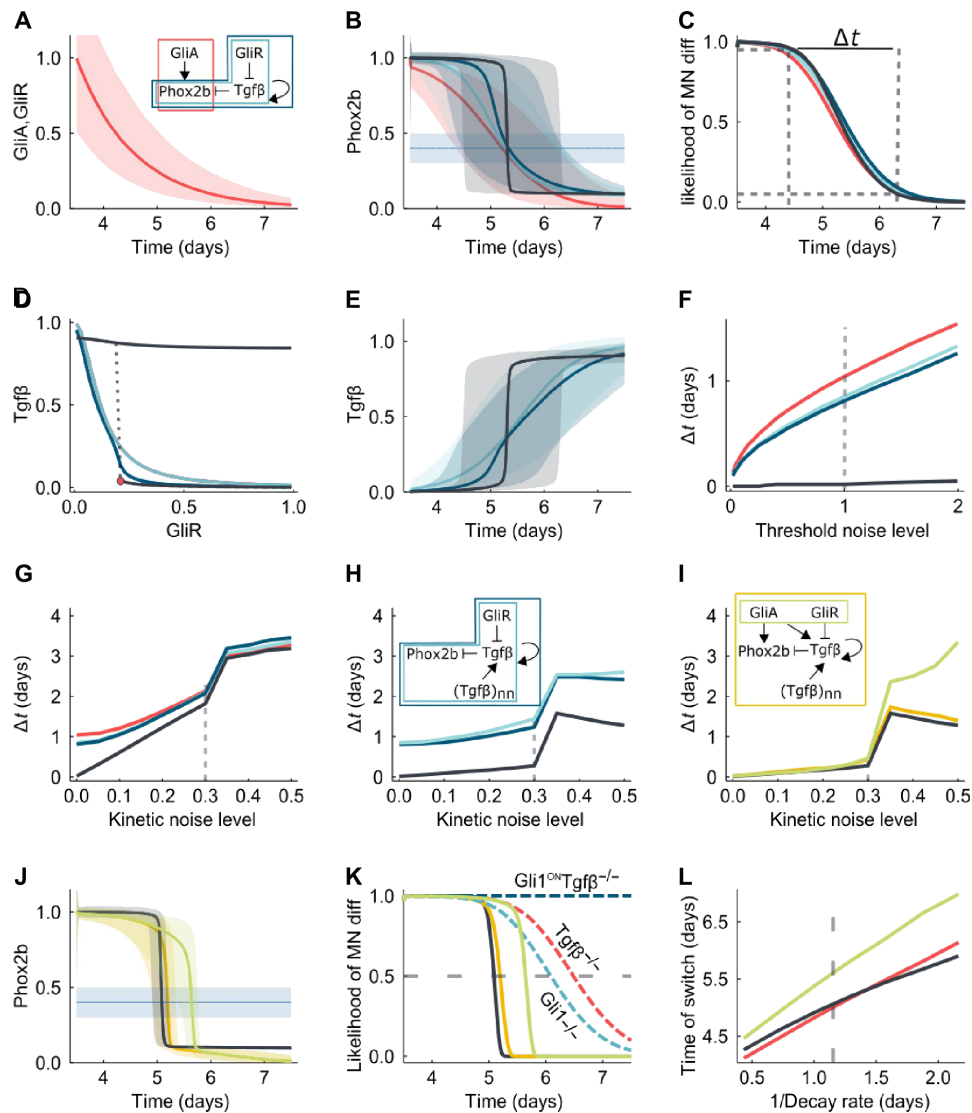 A
GliA, GliR
1.0
0.5
0.0
4 5 6 7
Time (days)
GliA GliR
Phox2b Tgfβ
B
Phox2b
1.0
0.5
0.0
4 5 6 7
Time (days)
C
likelihood of MN diff
1.0
0.5
0.0
Δt
4 5 6 7
Time (days)
D
Tgfβ
1.0
0.5
0.0
0.0 0.5 1.0
GliR
E
Tgfβ
1.0
0.5
0.0
4 5 6 7
Time (days)
F
Δt (days)
1
0
0 1 2
Threshold noise level
G
Δt (days)
4
3
2
1
0
0.0 0.1 0.2 0.3 0.4 0.5
Kinetic noise level
H
Δt (days)
4
3
2
1
0
GliR
Phox2b Tgfβ
(Tgfβ)nn
0.0 0.1 0.2 0.3 0.4 0.5
Kinetic noise level
I
Δt (days)
4
3
2
1
0
GliA GliR
Phox2b Tgfβ
(Tgfβ)nn
0.0 0.1 0.2 0.3 0.4 0.5
Kinetic noise level
J
Phox2b
1.0
0.5
0.0
4 5 6 7
Time (days)
K
Likelihood of MN diff
1.0
0.5
0.0
Gli1ᴼᴺTgfβ⁻/⁻
Tgfβ⁻/⁻
Gli1⁻/⁻
4 5 6 7
Time (days)
L
Time of switch (days)
6.5
5.5
4.5
0.5 1.0 1.5 2.0
1/Decay rate (days)